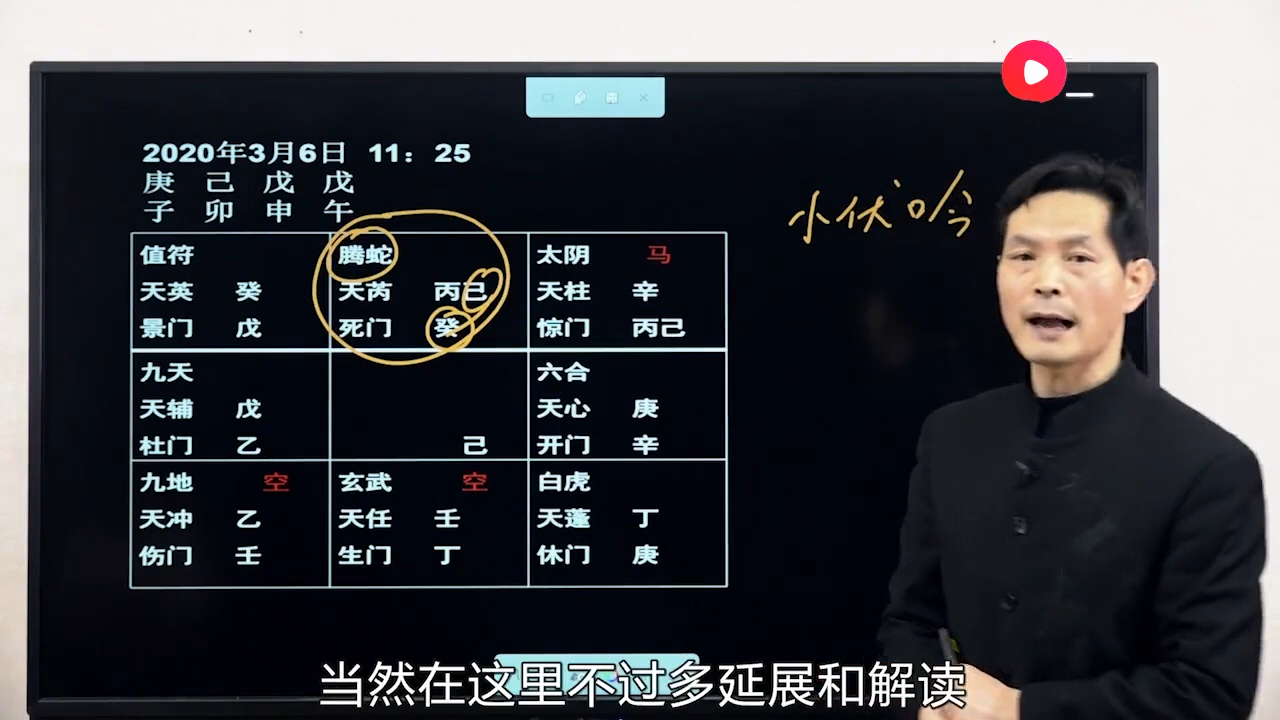 2020年3月6日 11：25
庚 己 戊 戊
子 卯 申 午
小伏吟
值符 腾蛇 太阴 马
天英 癸 天芮 丙己 天柱 辛
景门 戊 死门 癸 惊门 丙己
九天 六合
天辅 戊 天心 庚
杜门 乙 己 开门 辛
九地 空 玄武 空 白虎
天冲 乙 天任 壬 天蓬 丁
伤门 壬 生门 丁 休门 庚
当然在这里不过多延展和解读